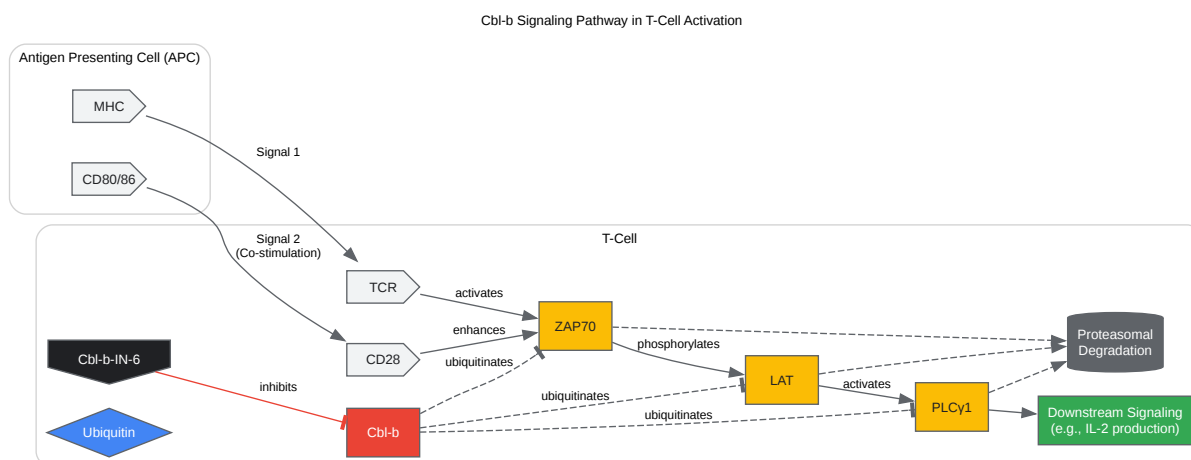 Cbl-b Signaling Pathway in T-Cell Activation
Antigen Presenting Cell (APC)
MHC
CD80/86
Signal 1
Signal 2
(Co-stimulation)
T-Cell
TCR
activates
CD28
enhances
ZAP70
ubiquitinates
phosphorylates
Cbl-b-IN-6
inhibits
Cbl-b
Ubiquitin
ubiquitinates
ubiquitinates
LAT
activates
PLCγ1
Proteasomal
Degradation
Downstream Signaling
(e.g., IL-2 production)